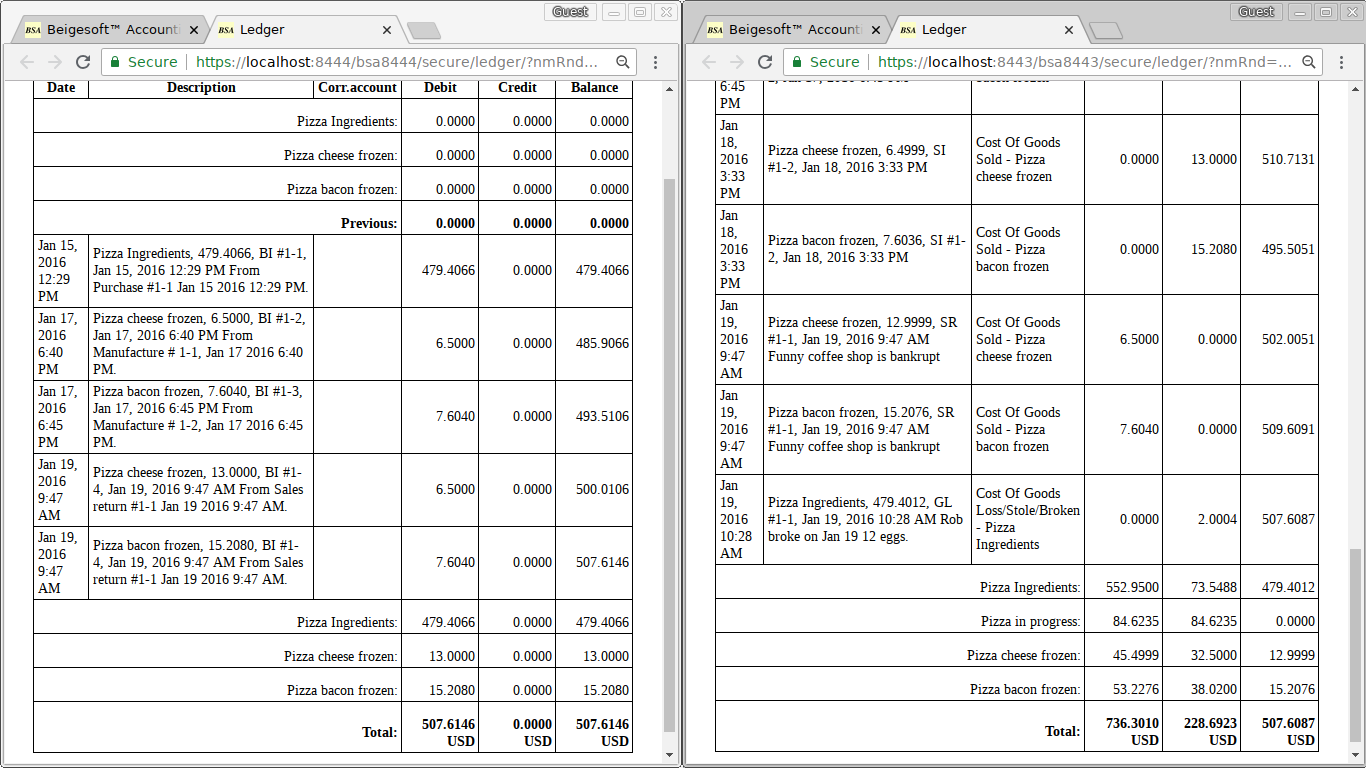 Guest
BSA Beigesoft™ Account
BSA Ledger
Secure https://localhost:8444/bsa8444/secure/ledger/?nmRnd...
Date Description Corr.account Debit Credit Balance
Pizza Ingredients: 0.0000 0.0000 0.0000
Pizza cheese frozen: 0.0000 0.0000 0.0000
Pizza bacon frozen: 0.0000 0.0000 0.0000
Previous: 0.0000 0.0000 0.0000
Jan 15,
2016
12:29
PM
Pizza Ingredients, 479.4066, BI #1-1,
Jan 15, 2016 12:29 PM From
Purchase #1-1 Jan 15 2016 12:29 PM.
479.4066 0.0000 479.4066
Jan 17,
2016
6:40
PM
Pizza cheese frozen, 6.5000, BI #1-2,
Jan 17, 2016 6:40 PM From
Manufacture # 1-1, Jan 17 2016 6:40
PM.
6.5000 0.0000 485.9066
Jan 17,
2016
6:45
PM
Pizza bacon frozen, 7.6040, BI #1-3,
Jan 17, 2016 6:45 PM From
Manufacture # 1-2, Jan 17 2016 6:45
PM.
7.6040 0.0000 493.5106
Jan 19,
2016
9:47
AM
Pizza cheese frozen, 13.0000, BI #1-
4, Jan 19, 2016 9:47 AM From Sales
return #1-1 Jan 19 2016 9:47 AM.
6.5000 0.0000 500.0106
Jan 19,
2016
9:47
AM
Pizza bacon frozen, 15.2080, BI #1-
4, Jan 19, 2016 9:47 AM From Sales
return #1-1 Jan 19 2016 9:47 AM.
7.6040 0.0000 507.6146
Pizza Ingredients: 479.4066 0.0000 479.4066
Pizza cheese frozen: 13.0000 0.0000 13.0000
Pizza bacon frozen: 15.2080 0.0000 15.2080
Total: 507.6146 0.0000 507.6146
USD USD USD
Guest
BSA Beigesoft™ Account
BSA Ledger
Secure https://localhost:8443/bsa8443/secure/ledger/?nmRnd=...
6:45
PM
Jan
18,
2016
3:33
PM
Pizza cheese frozen, 6.4999, SI
#1-2, Jan 18, 2016 3:33 PM
Cost Of Goods
Sold - Pizza
cheese frozen
0.0000 13.0000 510.7131
Jan
18,
2016
3:33
PM
Pizza bacon frozen, 7.6036, SI #1-
2, Jan 18, 2016 3:33 PM
Cost Of Goods
Sold - Pizza
bacon frozen
0.0000 15.2080 495.5051
Jan
19,
2016
9:47
AM
Pizza cheese frozen, 12.9999, SR
#1-1, Jan 19, 2016 9:47 AM
Funny coffee shop is bankrupt
Cost Of Goods
Sold - Pizza
cheese frozen
6.5000 0.0000 502.0051
Jan
19,
2016
9:47
AM
Pizza bacon frozen, 15.2076, SR
#1-1, Jan 19, 2016 9:47 AM
Funny coffee shop is bankrupt
Cost Of Goods
Sold - Pizza
bacon frozen
7.6040 0.0000 509.6091
Jan
19,
2016
10:28
AM
Pizza Ingredients, 479.4012, GL
#1-1, Jan 19, 2016 10:28 AM Rob
broke on Jan 19 12 eggs.
Cost Of Goods
Loss/Stole/Broken
- Pizza
Ingredients
0.0000 2.0004 507.6087
Pizza Ingredients: 552.9500 73.5488 479.4012
Pizza in progress: 84.6235 84.6235 0.0000
Pizza cheese frozen: 45.4999 32.5000 12.9999
Pizza bacon frozen: 53.2276 38.0200 15.2076
Total: 736.3010 228.6923 507.6087
USD USD USD